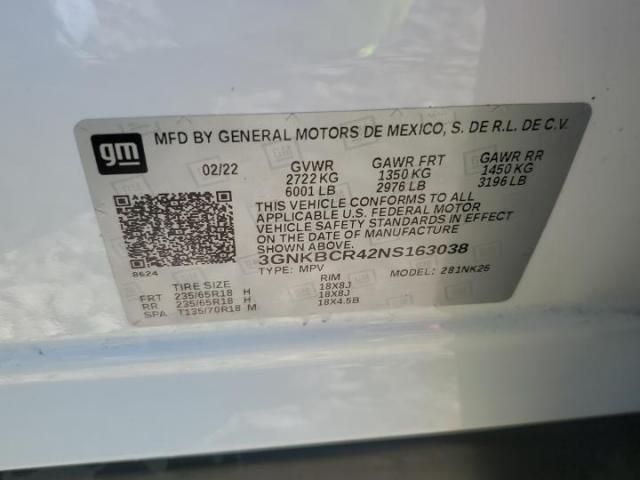 gm
MFD BY GENERAL MOTORS DE MEXICO, S. DE R.L. DE C.V.
02/22 GVWR GAWR FRT GAWR RR
2722 KG 1350 KG 1450 KG
6001 LB 2976 LB 3196 LB
THIS VEHICLE CONFORMS TO ALL
APPLICABLE U.S. FEDERAL MOTOR
VEHICLE SAFETY STANDARDS IN EFFECT
ON THE DATE OF MANUFACTURE
SHOWN ABOVE.
3GNKBCR42NS163038
8624 TYPE: MPV MODEL: 281NK26
TIRE SIZE RIM
FRT 235/65R18 H 18X8J
RR 235/65R18 H 18X8J
SPA T135/70R18 M 18X4.5B